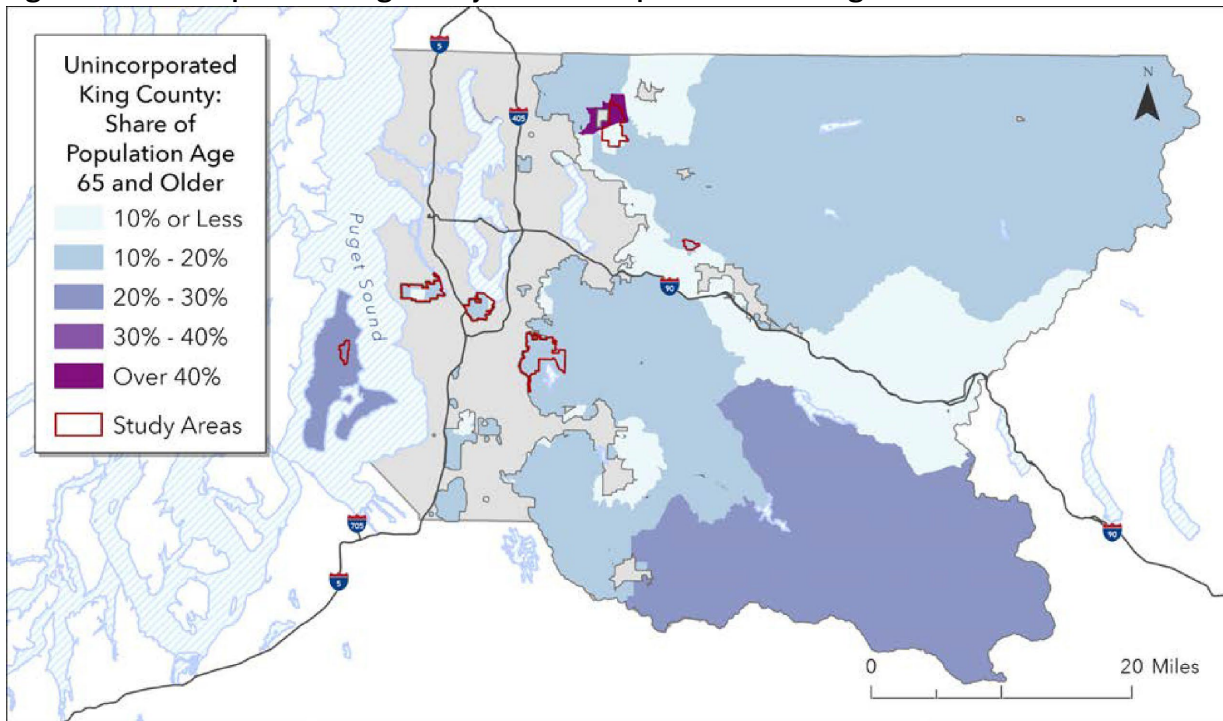 Unincorporated
King County:
Share of
Population Age
65 and Older
10% or Less
10% - 20%
20% - 30%
30% - 40%
Over 40%
Study Areas
Puget Sound
5
405
90
705
5
90
N
0 20 Miles